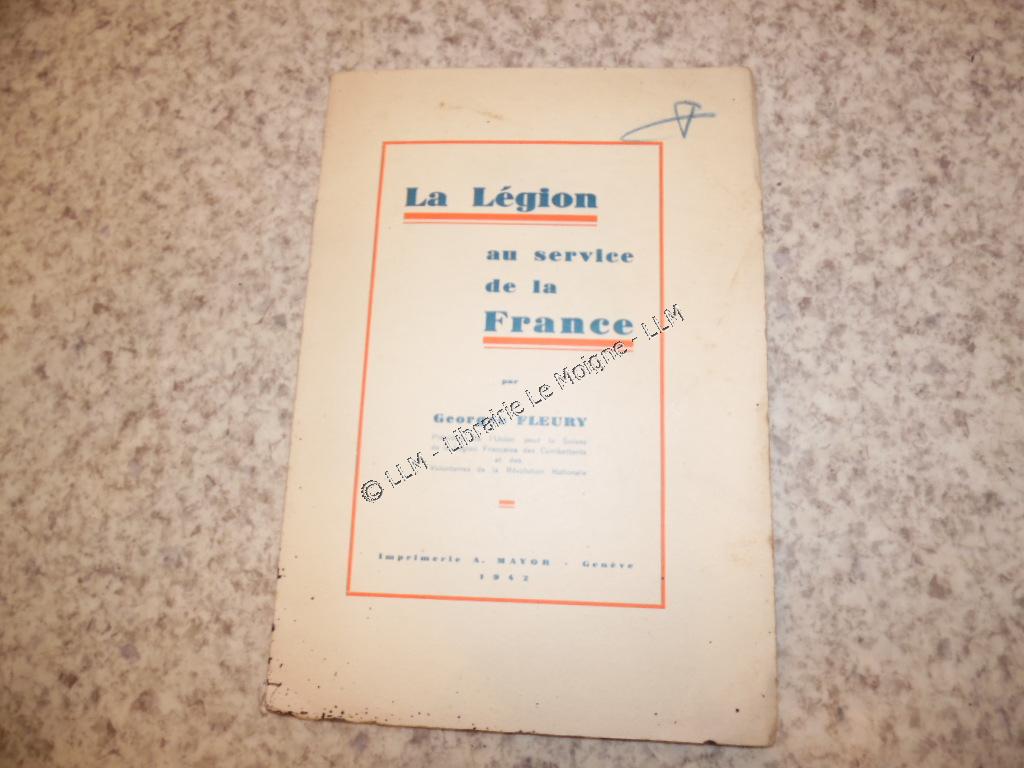 La Légion
au service
de la
France
par
Georges FLEURY
l'Union pour la Suisse
Légion Française des Combattants
et des
Volontaires de la Révolution Nationale
Imprimerie A. MAYOR - Genève
1942
© LLM - Librairie Le Moigne - LLM